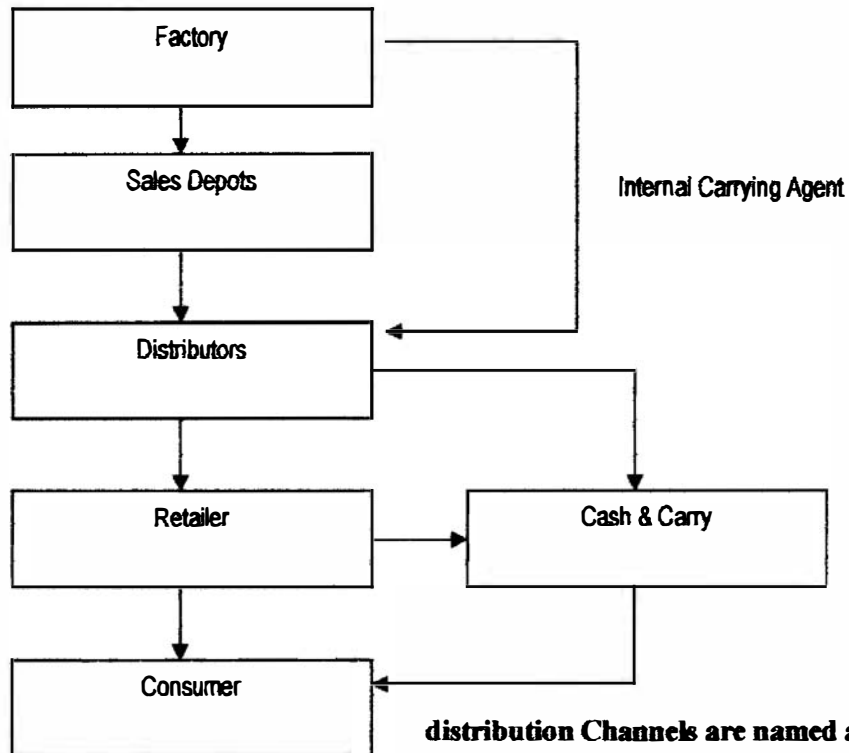 Factory
Sales Depots
Internal Carrying Agent
Distributors
Retailer
Cash & Carry
Consumer
distribution Channels are named a